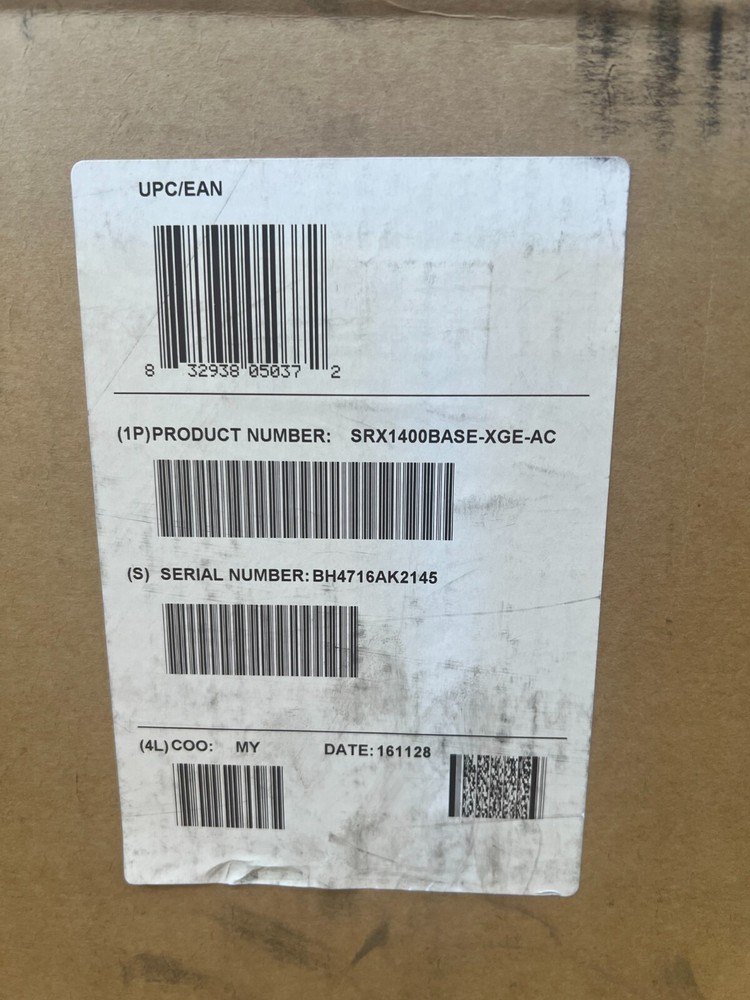 UPC/EAN
8 32938 05037 2
(1P)PRODUCT NUMBER: SRX1400BASE-XGE-AC
(S) SERIAL NUMBER:BH4716AK2145
(4L)COO: MY DATE:161128